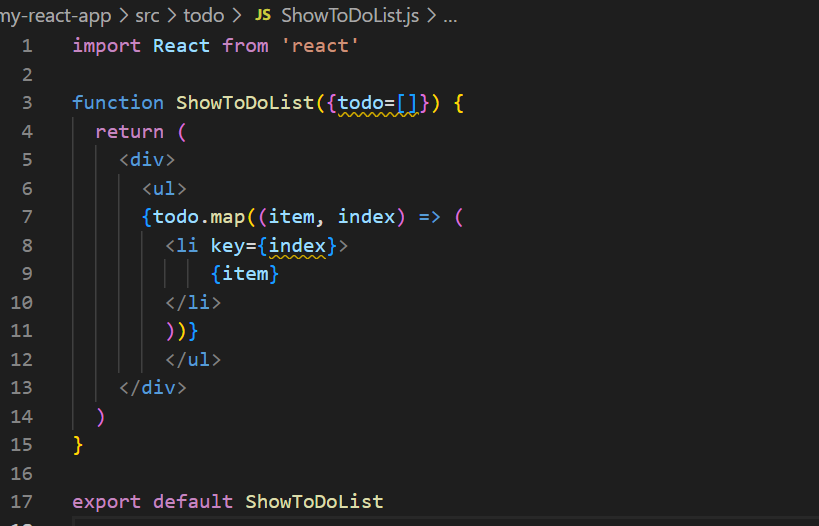 my-react-app > src > todo > JS ShowToDoList.js > ...
1 import React from 'react'
2
3 function ShowToDoList({todo=[]}) {
4 return (
5 <div>
6 <ul>
7 {todo.map((item, index) => (
8 <li key={index}>
9 {item}
10 </li>
11 ))}
12 </ul>
13 </div>
14 )
15 }
16
17 export default ShowToDoList